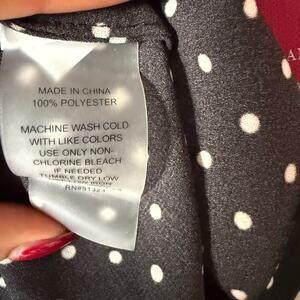 MADE IN CHINA
100% POLYESTER
MACHINE WASH COLD
WITH LIKE COLORS
USE ONLY NON-
CHLORINE BLEACH
IF NEEDED
TUMBLE DRY LOW
IRON